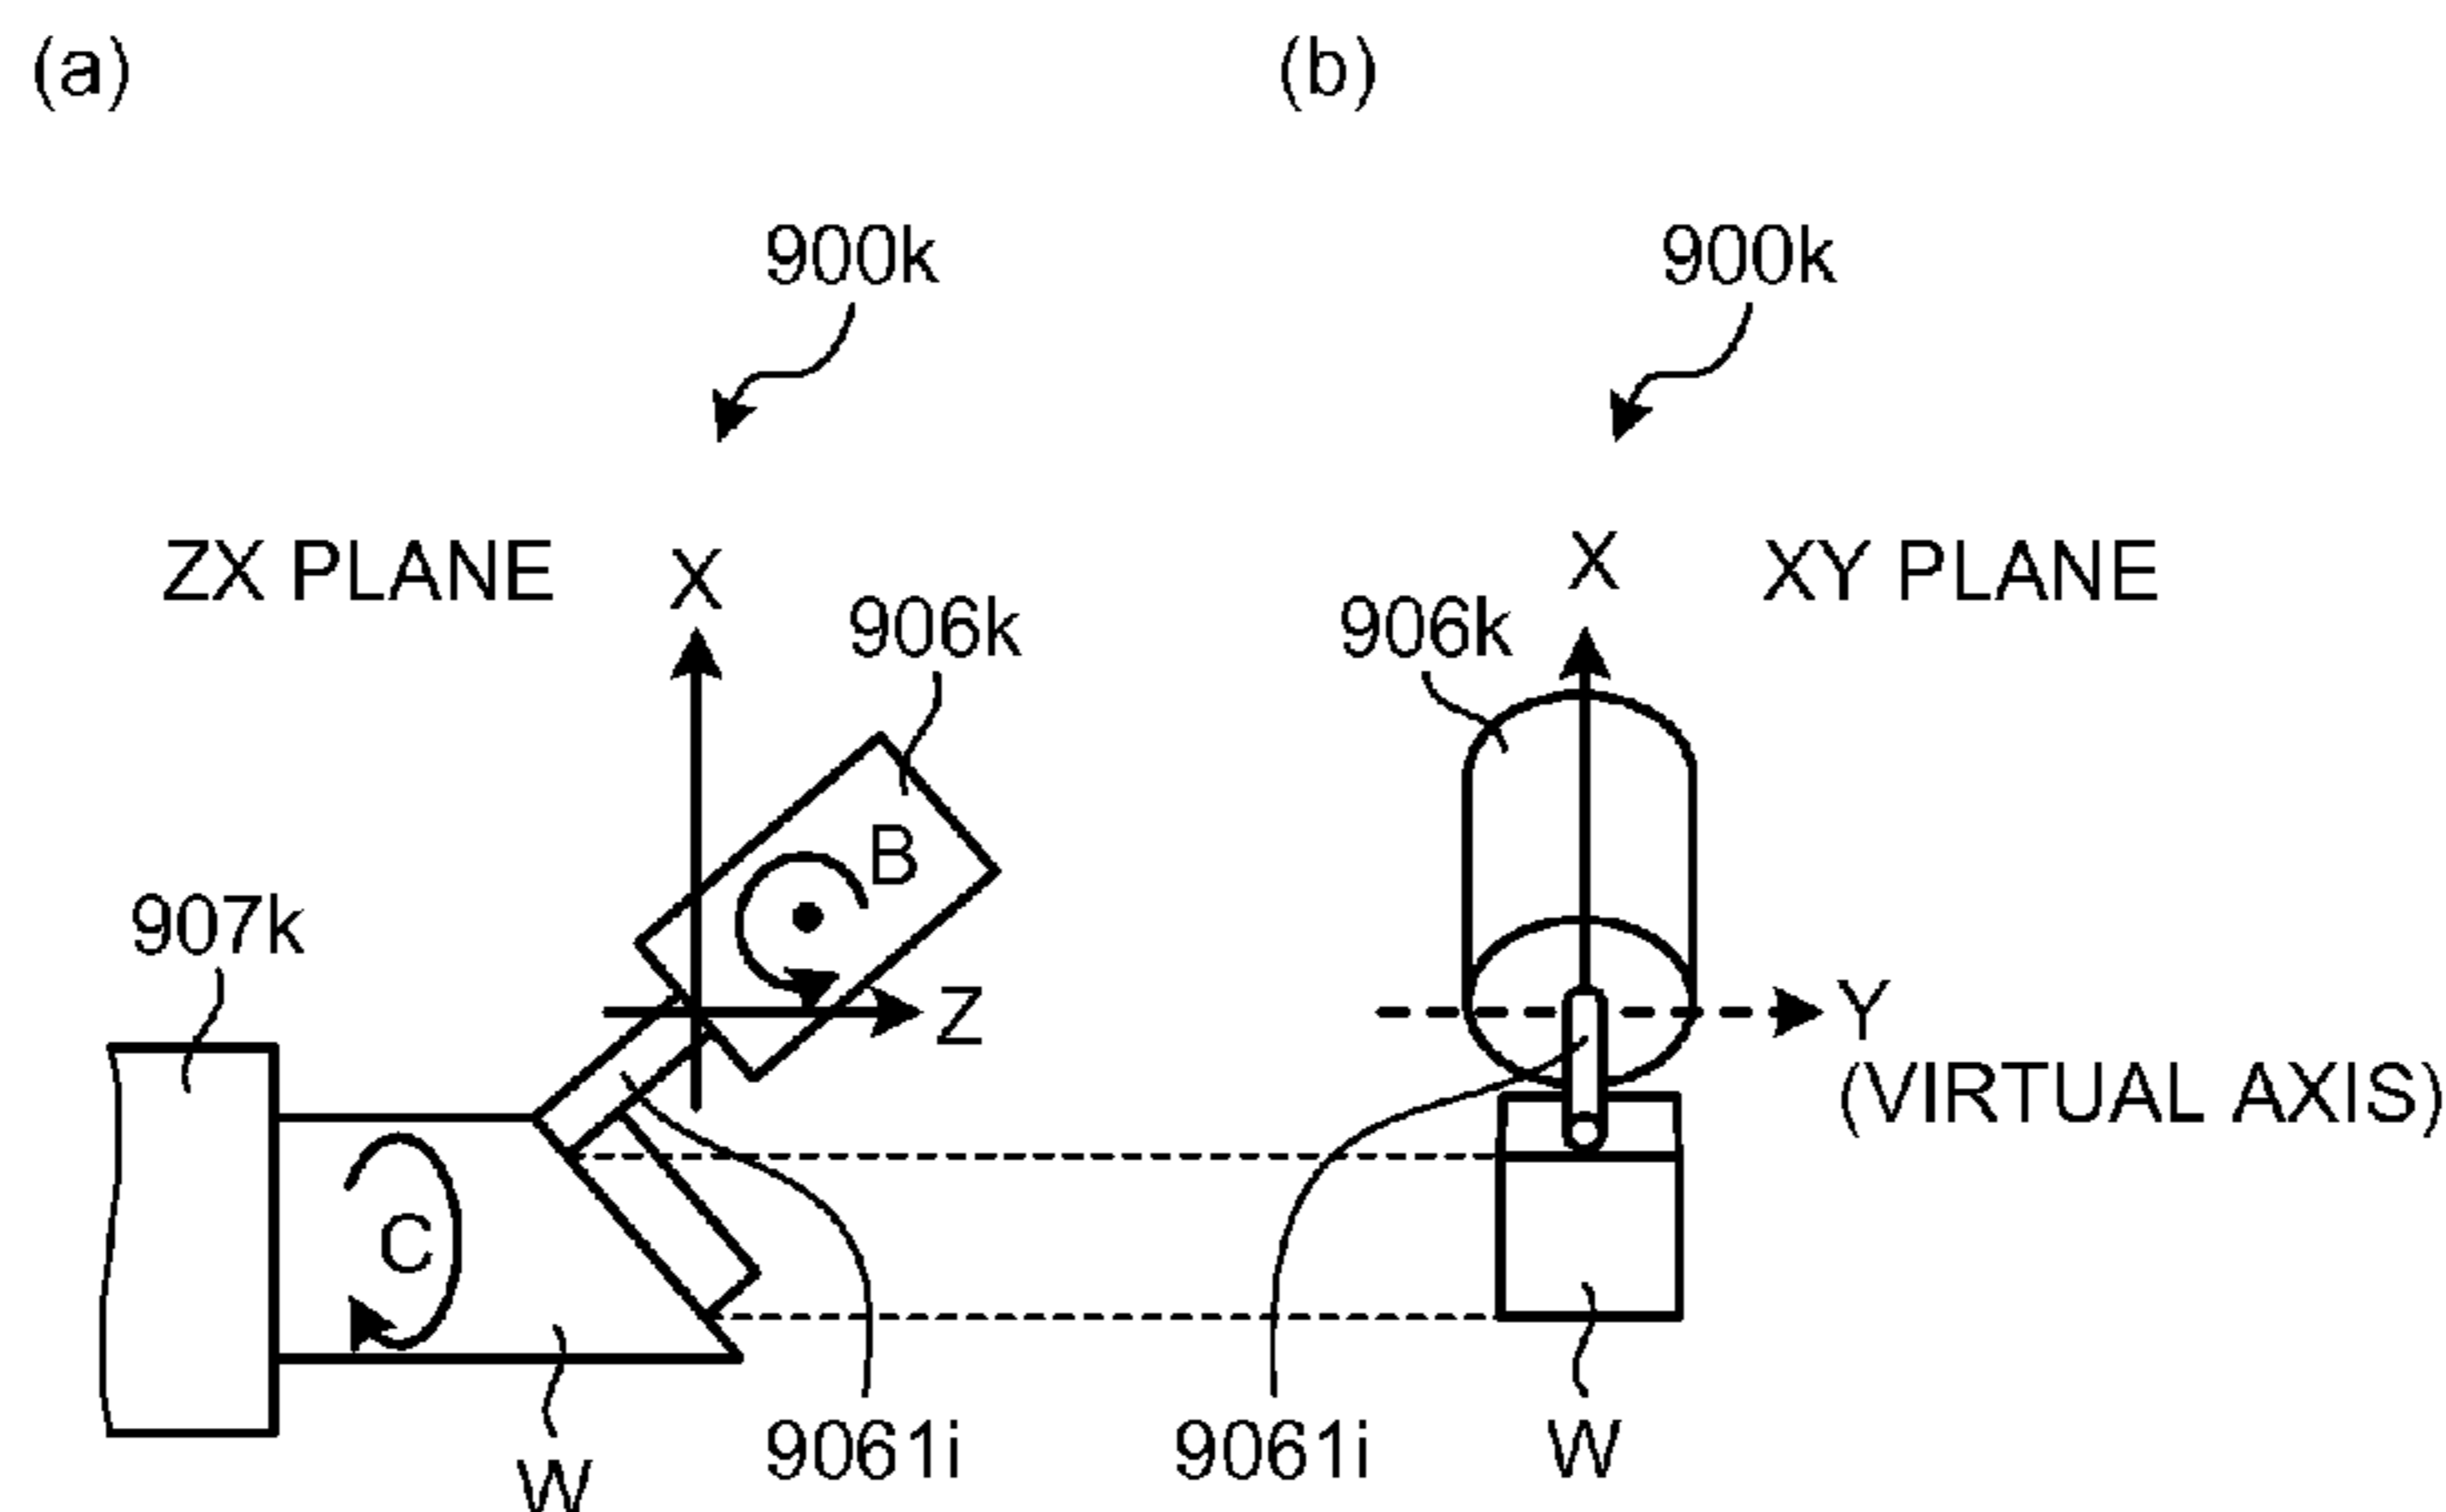 (a)
900k
ZX PLANE
X
906k
B
907k
Z
C
W
9061i
(b)
900k
X
XY PLANE
906k
Y
(VIRTUAL AXIS)
9061i
W